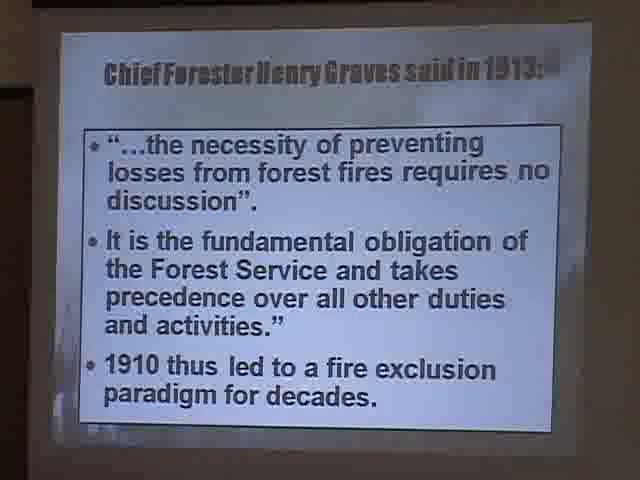 Chief Forester Henry Graves said in 1913:
• “...the necessity of preventing
losses from forest fires requires no
discussion”.
• It is the fundamental obligation of
the Forest Service and takes
precedence over all other duties
and activities.”
• 1910 thus led to a fire exclusion
paradigm for decades.